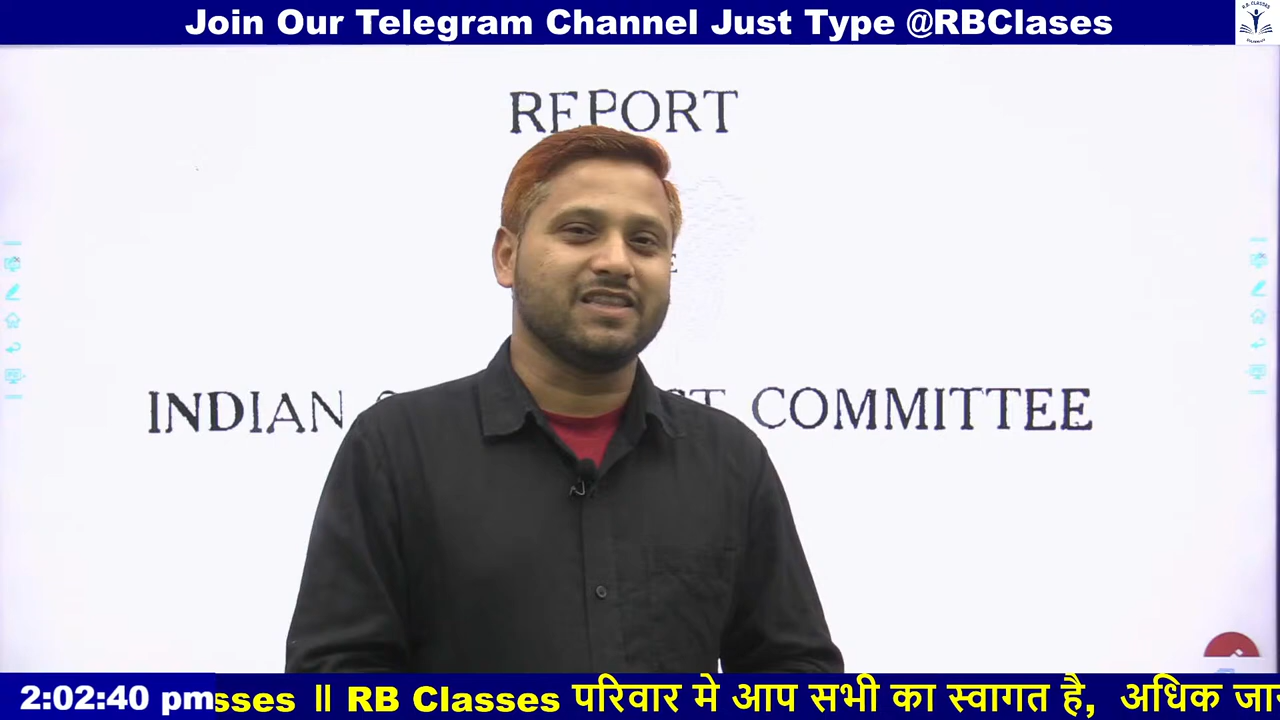 Join Our Telegram Channel Just Type @RBClases
R.B. CLASSES
REPORT
INDIAN COMMITTEE
2:02:40 pm
sses ॥ RB Classes परिवार मे आप सभी का स्वागत है, अधिक जा